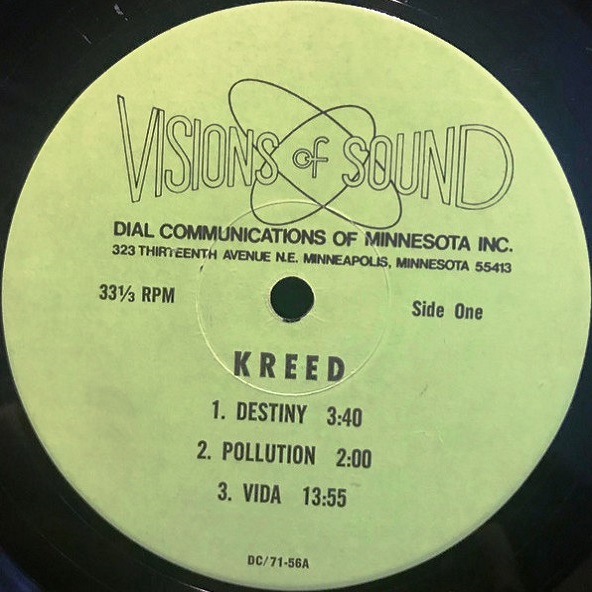 VISIONS of SOUND
DIAL COMMUNICATIONS OF MINNESOTA INC.
323 THIRTEENTH AVENUE N.E. MINNEAPOLIS, MINNESOTA 55413
33⅓ RPM
Side One
KREED
1. DESTINY 3:40
2. POLLUTION 2:00
3. VIDA 13:55
DC/71-56A